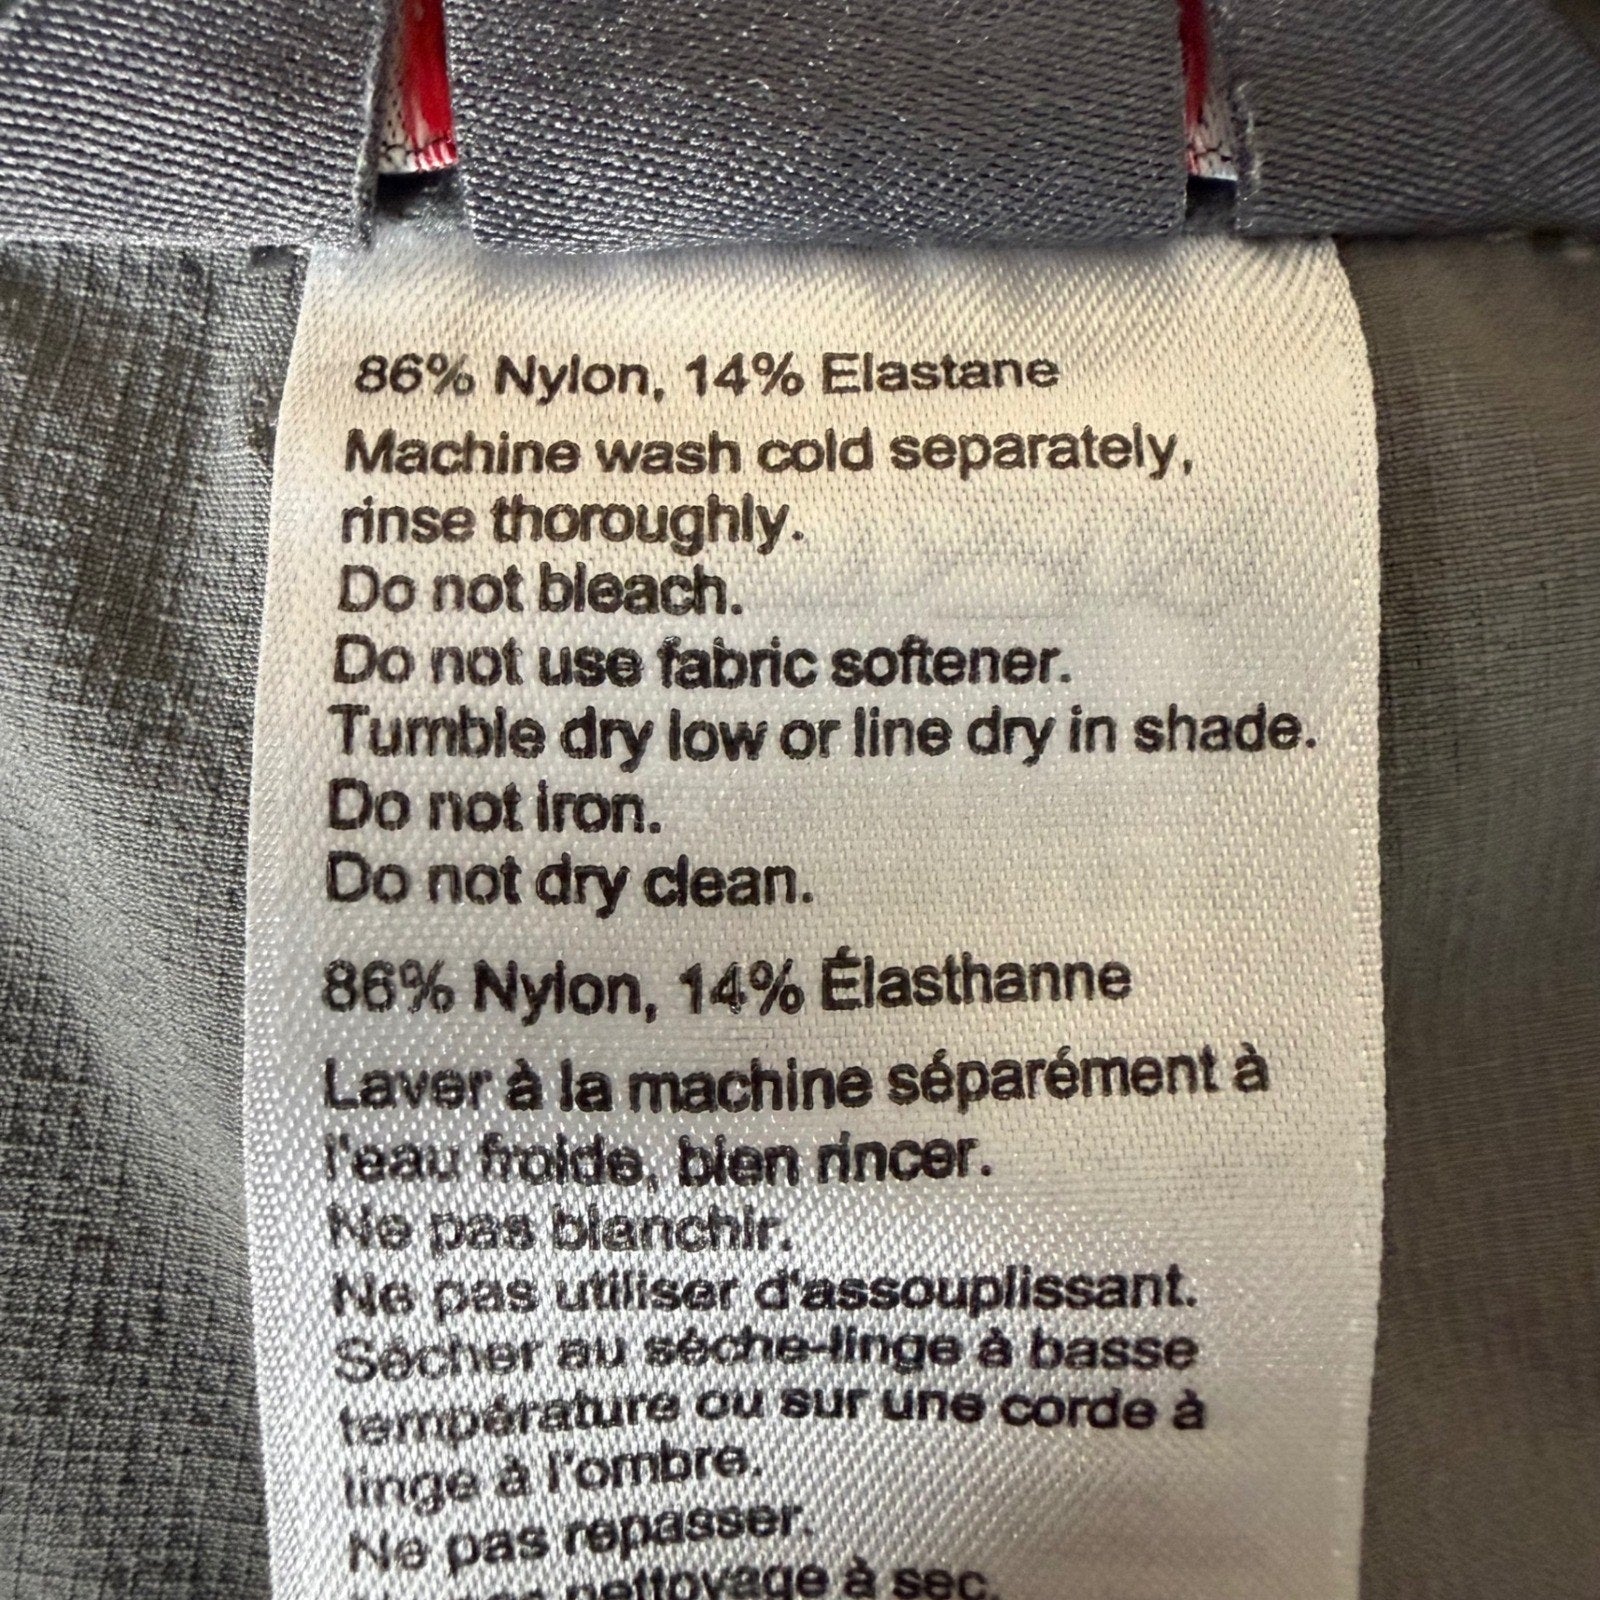 86% Nylon, 14% Elastane
Machine wash cold separately,
rinse thoroughly.
Do not bleach.
Do not use fabric softener.
Tumble dry low or line dry in shade.
Do not iron.
Do not dry clean.
86% Nylon, 14% Élasthanne
Laver à la machine séparément à
l'eau froide, bien rincer.
Ne pas blanchir.
Ne pas utiliser d'assouplissant.
Sécher au sèche-linge à basse
température ou sur une corde à
linge à l'ombre.
Ne pas repasser.
nettoyage à sec.